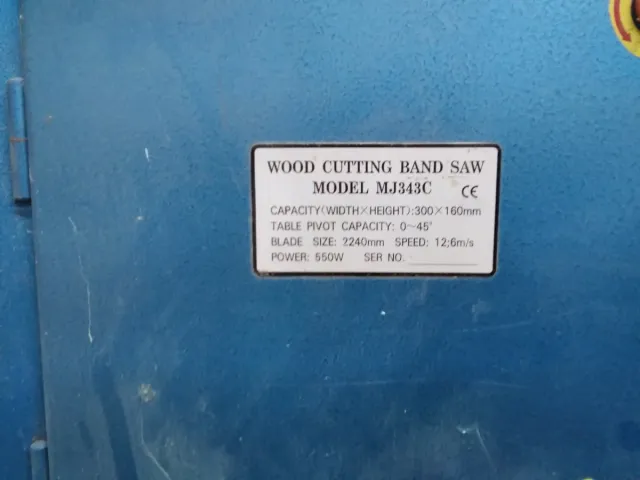 WOOD CUTTING BAND SAW
MODEL MJ343C CE
CAPACITY(WIDTH×HEIGHT):300×160mm
TABLE PIVOT CAPACITY: 0~45°
BLADE SIZE: 2240mm SPEED: 12;6m/s
POWER: 550W SER NO.